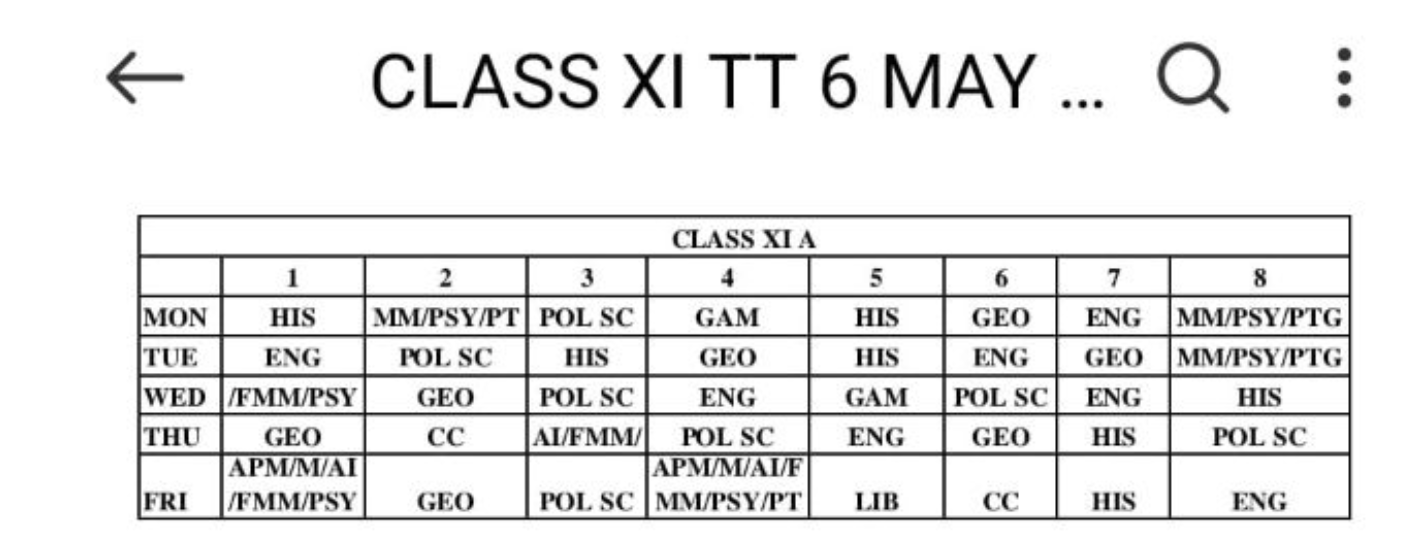 CLASS XI TT 6 MAY ...
CLASS XI A
1 2 3 4 5 6 7 8
MON HIS MM/PSY/PT POL SC GAM HIS GEO ENG MM/PSY/PTG
TUE ENG POL SC HIS GEO HIS ENG GEO MM/PSY/PTG
WED /FMM/PSY GEO POL SC ENG GAM POL SC ENG HIS
THU GEO CC AI/FMM/ POL SC ENG GEO HIS POL SC
APM/M/AI APM/M/AI/F
FRI /FMM/PSY GEO POL SC MM/PSY/PT LIB CC HIS ENG